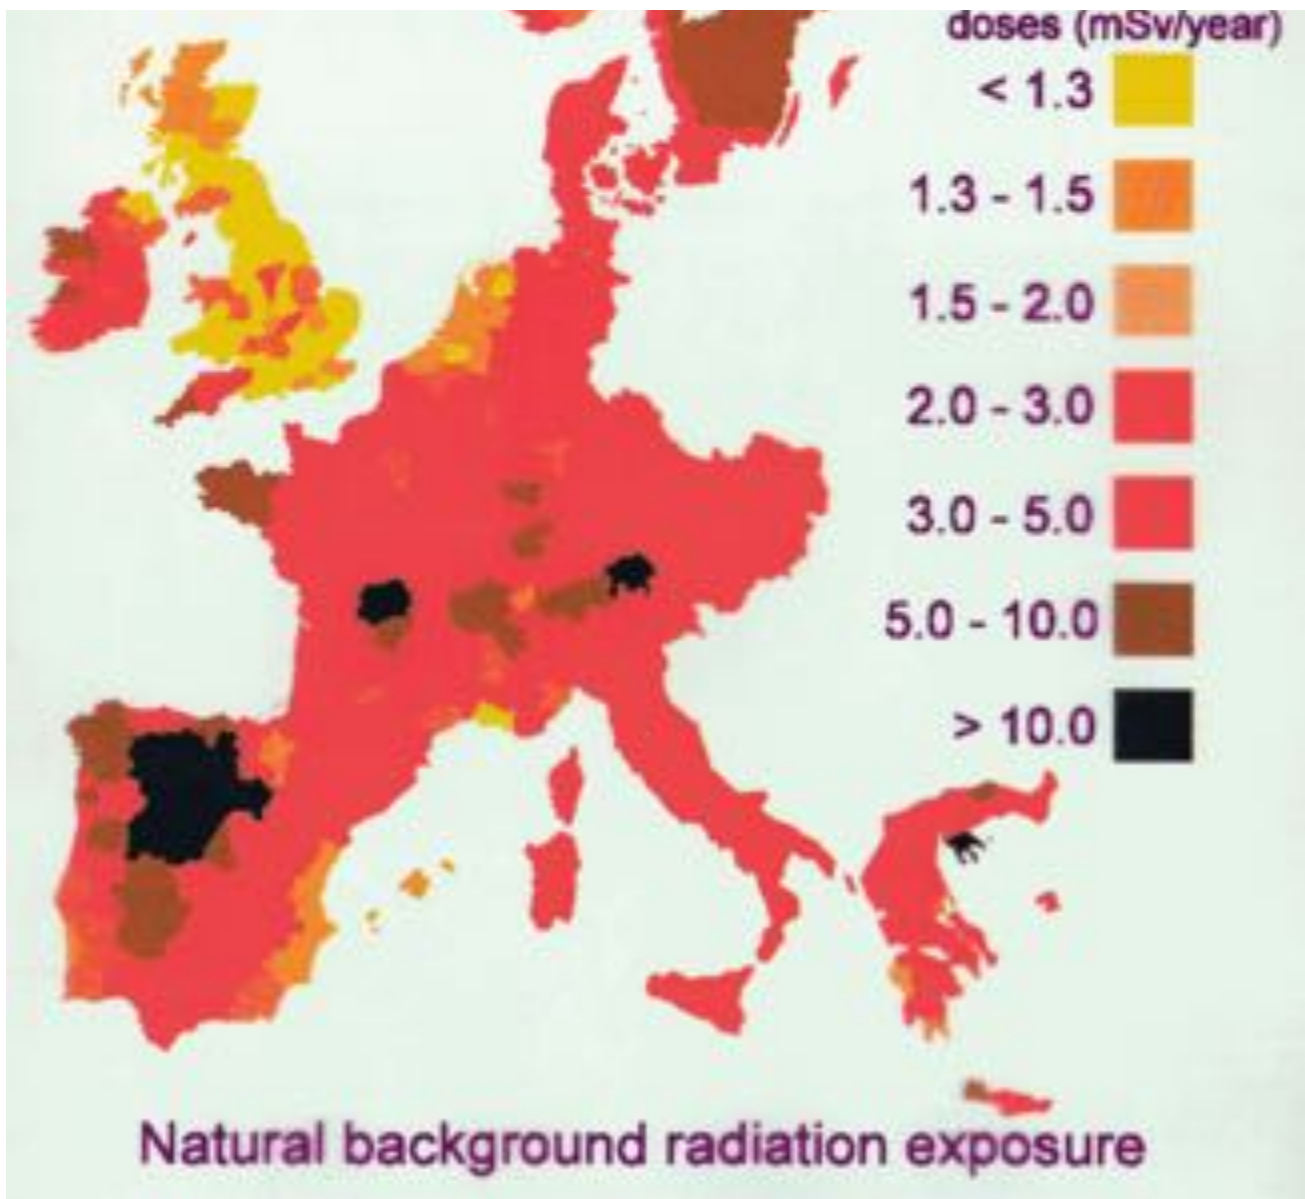 doses (mSv/year)
< 1.3
1.3 - 1.5
1.5 - 2.0
2.0 - 3.0
3.0 - 5.0
5.0 - 10.0
> 10.0
Natural background radiation exposure